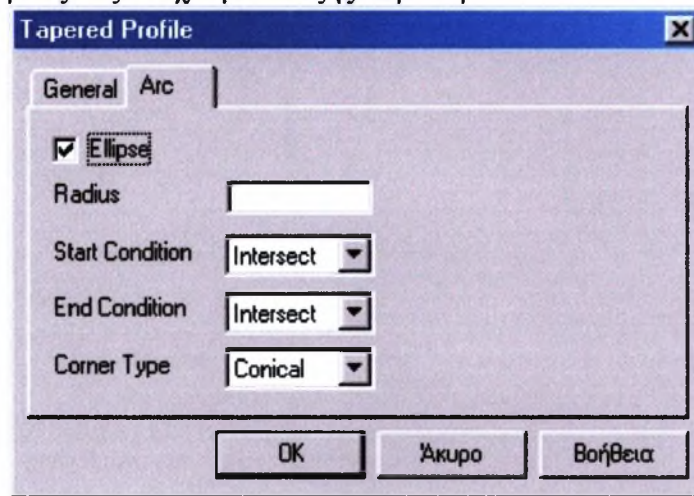 Tapered Profile
General Arc
Ellipse
Radius
Start Condition Intersect
End Condition Intersect
Corner Type Conical
OK Άκυρο Βοήθεια